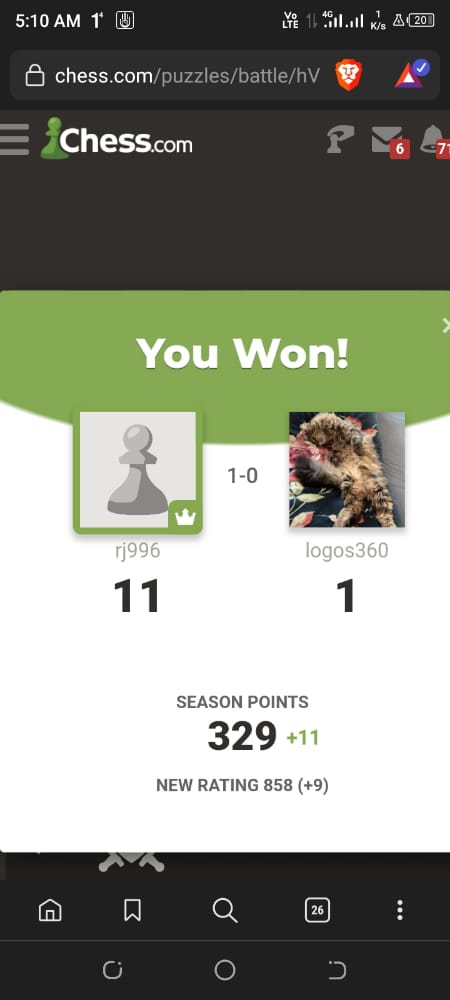 5:10 AM
Vo LTE 4G 1 K/s 20
chess.com/puzzles/battle/hV
Chess.com
6
71
You Won!
1-0
rj996
logos360
11
1
SEASON POINTS
329 +11
NEW RATING 858 (+9)
26